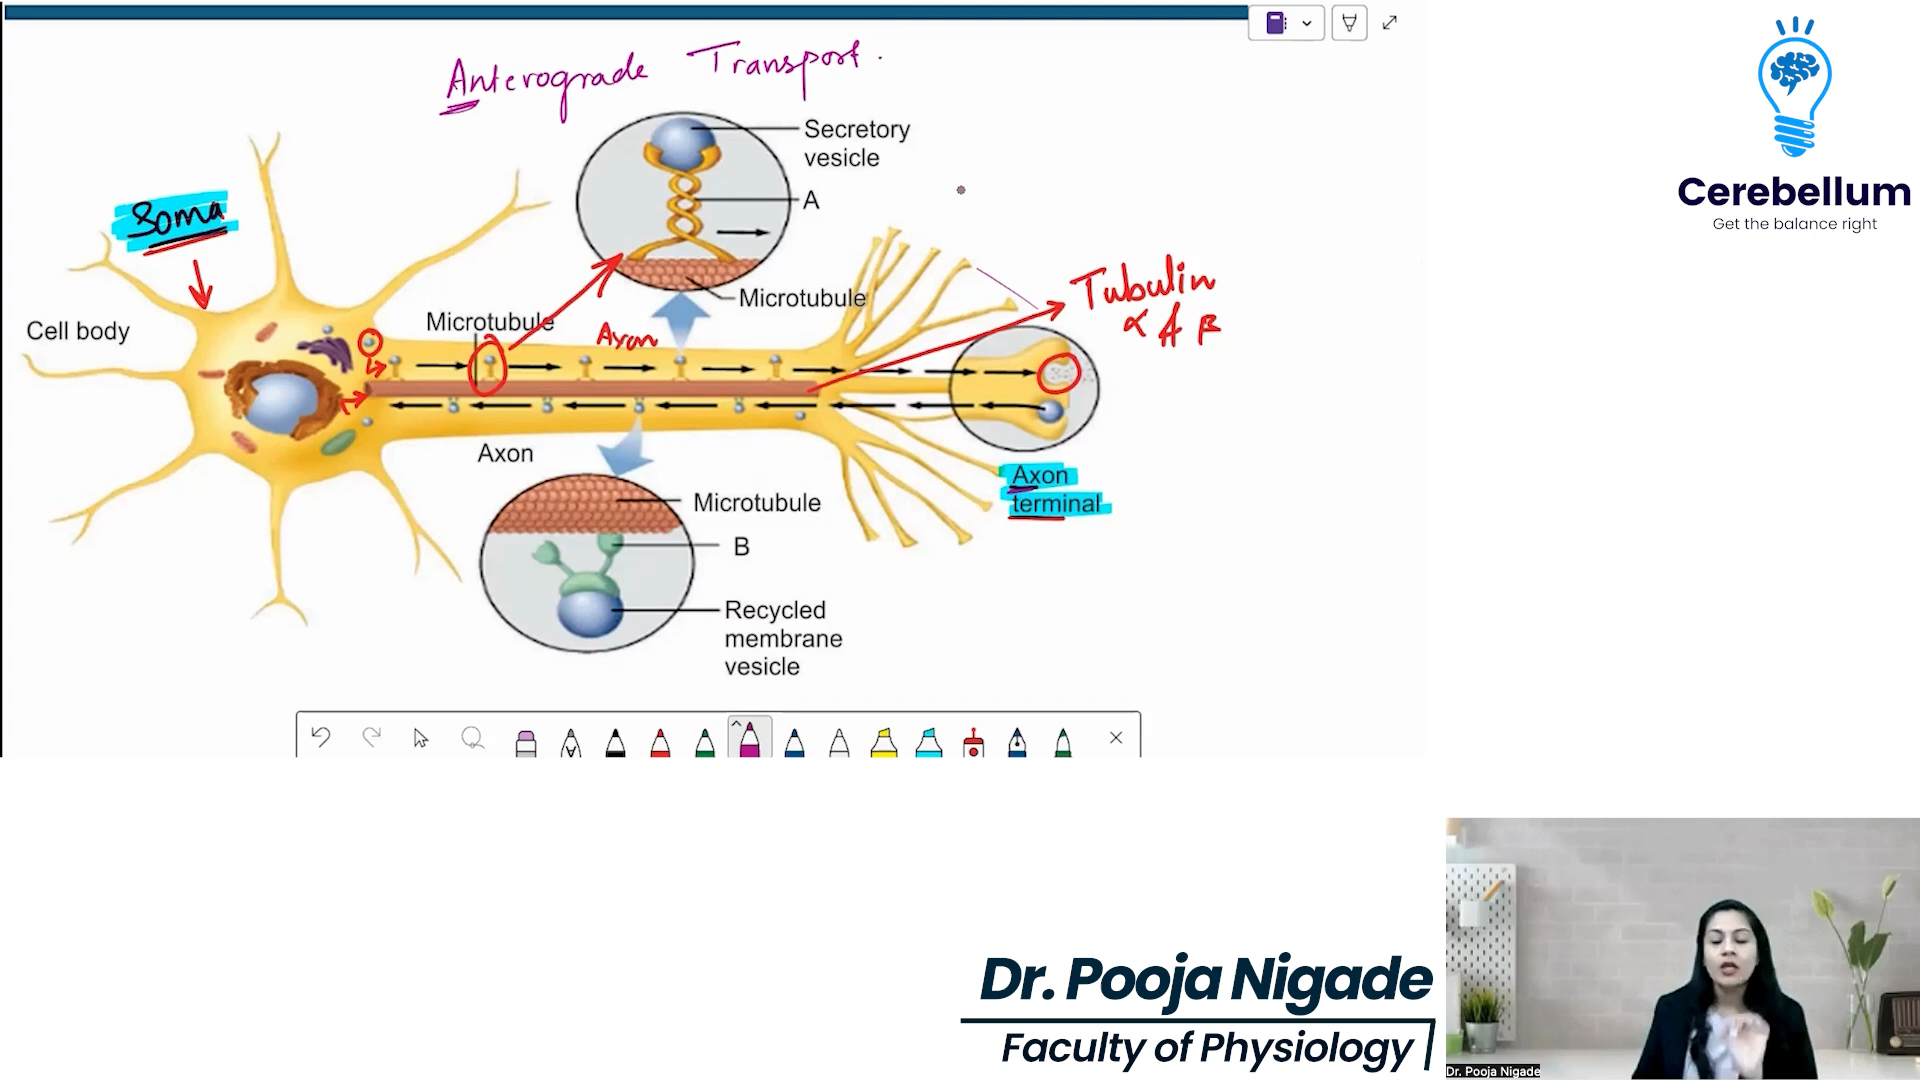 Anterograde Transport.
Secretory
vesicle
A
Microtubule
Soma
Cell body
Microtubule
Axon
Tubulin
α & β
Axon
Axon
terminal
Microtubule
B
Recycled
membrane
vesicle
Cerebellum
Get the balance right
Dr. Pooja Nigade
Faculty of Physiology
Dr. Pooja Nigade